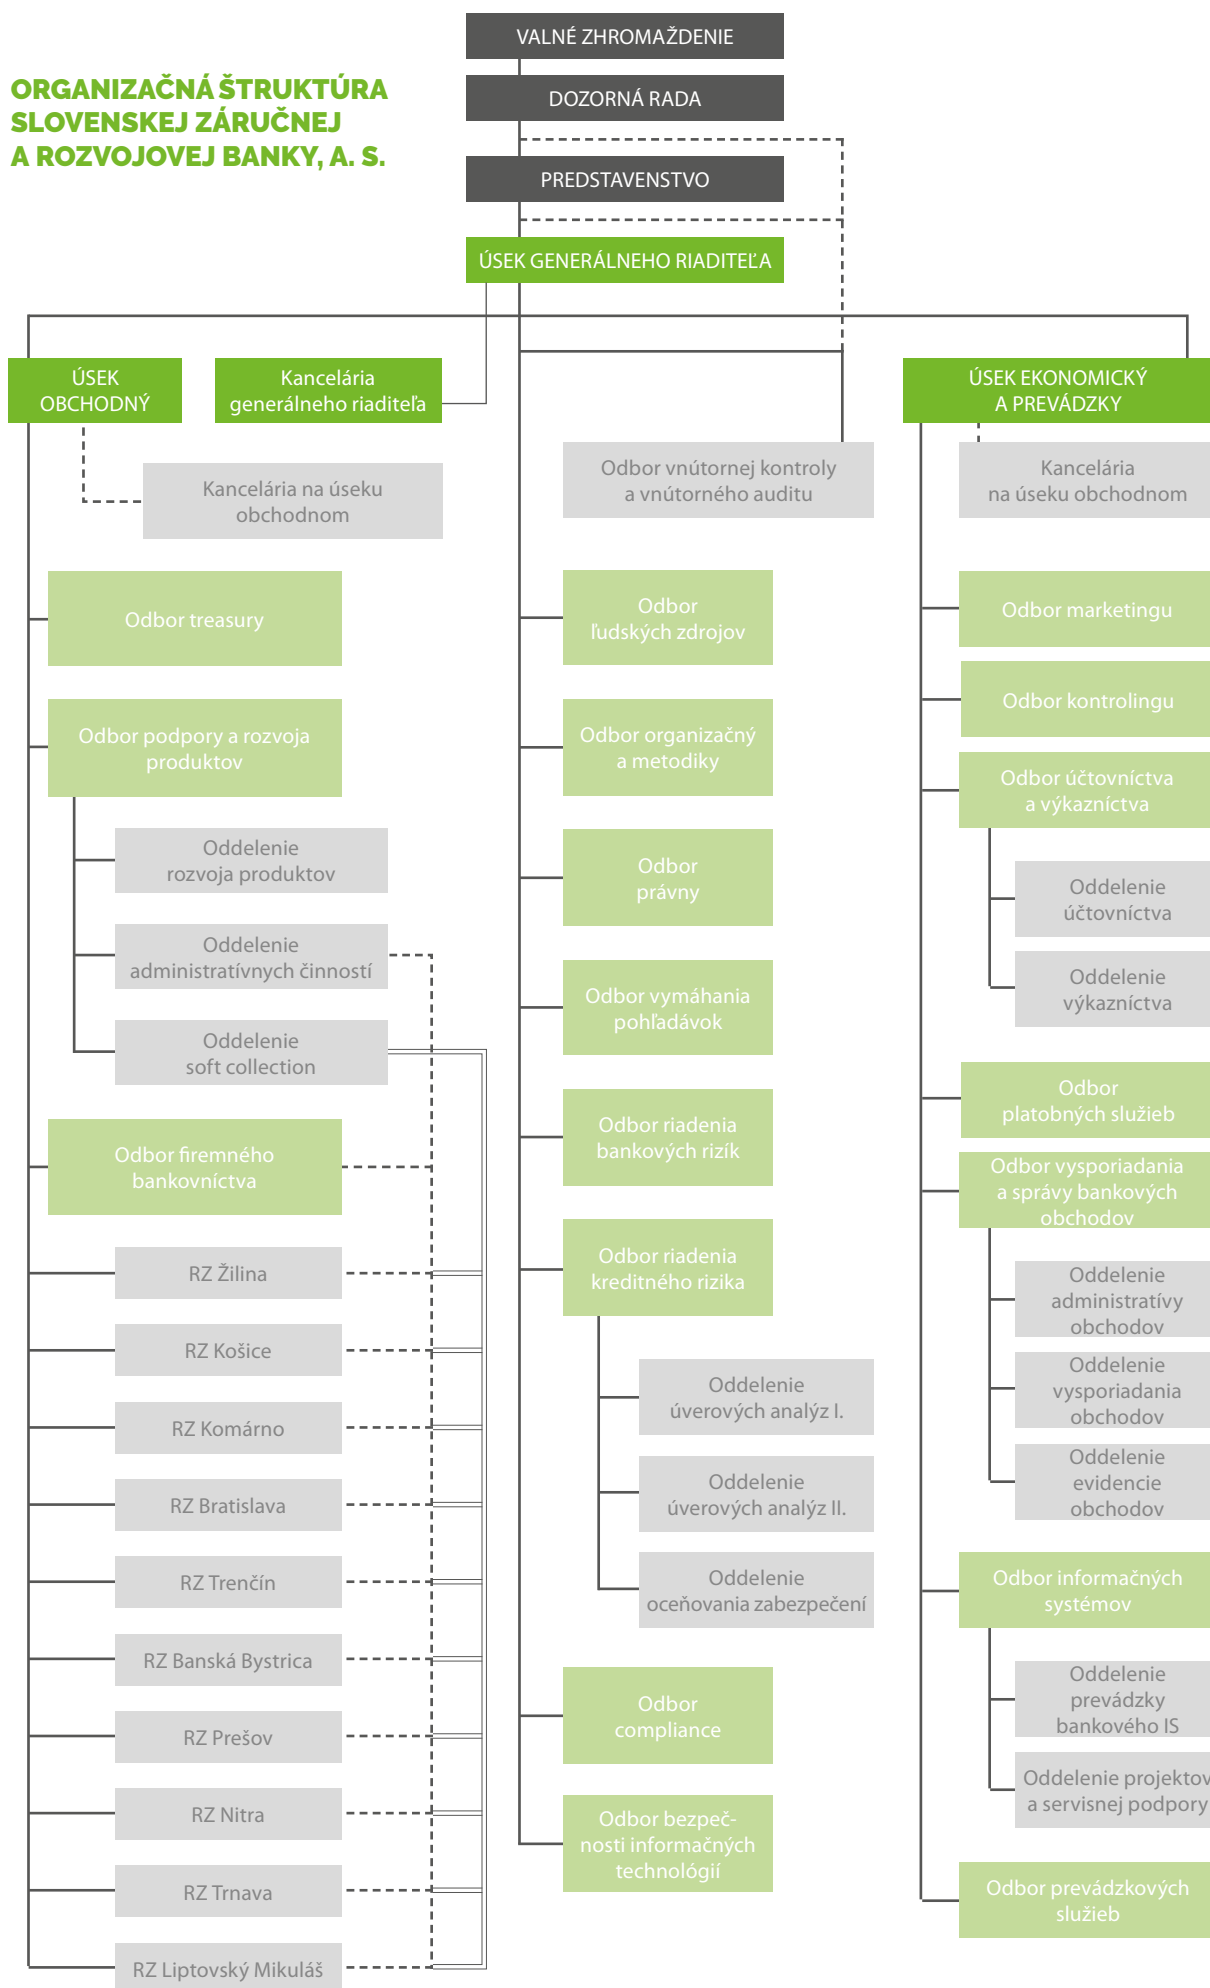 VALNÉ ZHROMAŽDENIE
ORGANIZAČNÁ ŠTRUKTÚRA
SLOVENSKEJ ZÁRUČNEJ
A ROZVOJOVEJ BANKY, A. S.
DOZORNÁ RADA
PREDSTAVENSTVO
ÚSEK GENERÁLNEHO RIADITEĽA
ÚSEK
OBCHODNÝ
Kancelária
generálneho riaditeľa
ÚSEK EKONOMICKÝ
A PREVÁDZKY
Kancelária na úseku
obchodnom
Odbor vnútornej kontroly
a vnútorného auditu
Kancelária
na úseku obchodnom
Odbor treasury
Odbor podpory a rozvoja
produktov
Oddelenie
rozvoja produktov
Oddelenie
administratívnych činností
Oddelenie
soft collection
Odbor firemného
bankovníctva
RZ Žilina
RZ Košice
RZ Komárno
RZ Bratislava
RZ Trenčín
RZ Banská Bystrica
RZ Prešov
RZ Nitra
RZ Trnava
RZ Liptovský Mikuláš
Odbor
ľudských zdrojov
Odbor organizačný
a metodiky
Odbor
právny
Odbor vymáhania
pohľadávok
Odbor riadenia
bankových rizík
Odbor riadenia
kreditného rizika
Oddelenie
úverových analýz I.
Oddelenie
úverových analýz II.
Oddelenie
oceňovania zabezpečení
Odbor
compliance
Odbor bezpeč-
nosti informačných
technológií
Odbor marketingu
Odbor kontrolingu
Odbor účtovníctva
a výkazníctva
Oddelenie
účtovníctva
Oddelenie
výkazníctva
Odbor
platobných služieb
Odbor vysporiadania
a správy bankových
obchodov
Oddelenie
administratívy
obchodov
Oddelenie
vysporiadania
obchodov
Oddelenie
evidencie
obchodov
Odbor informačných
systémov
Oddelenie
prevádzky
bankového IS
Oddelenie projektov
a servisnej podpory
Odbor prevádzkových
služieb